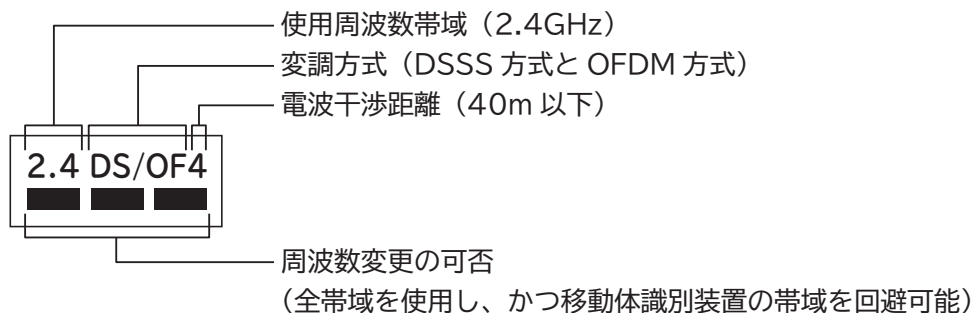 使用周波数帯域（2.4GHz）
変調方式（DSSS 方式と OFDM 方式）
電波干渉距離（40m 以下）
2.4 DS/OF4
周波数変更の可否
（全帯域を使用し、かつ移動体識別装置の帯域を回避可能）